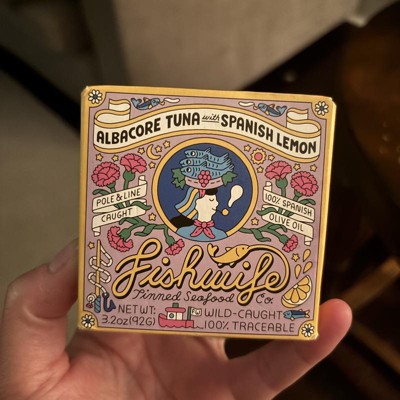 ALBACORE TUNA with SPANISH LEMON
POLE & LINE
CAUGHT
100% SPANISH
OLIVE OIL
!
fishwife
Tinned Seafood Co.
NET WT:
3.2oz(92G)
WILD-CAUGHT
100% TRACEABLE